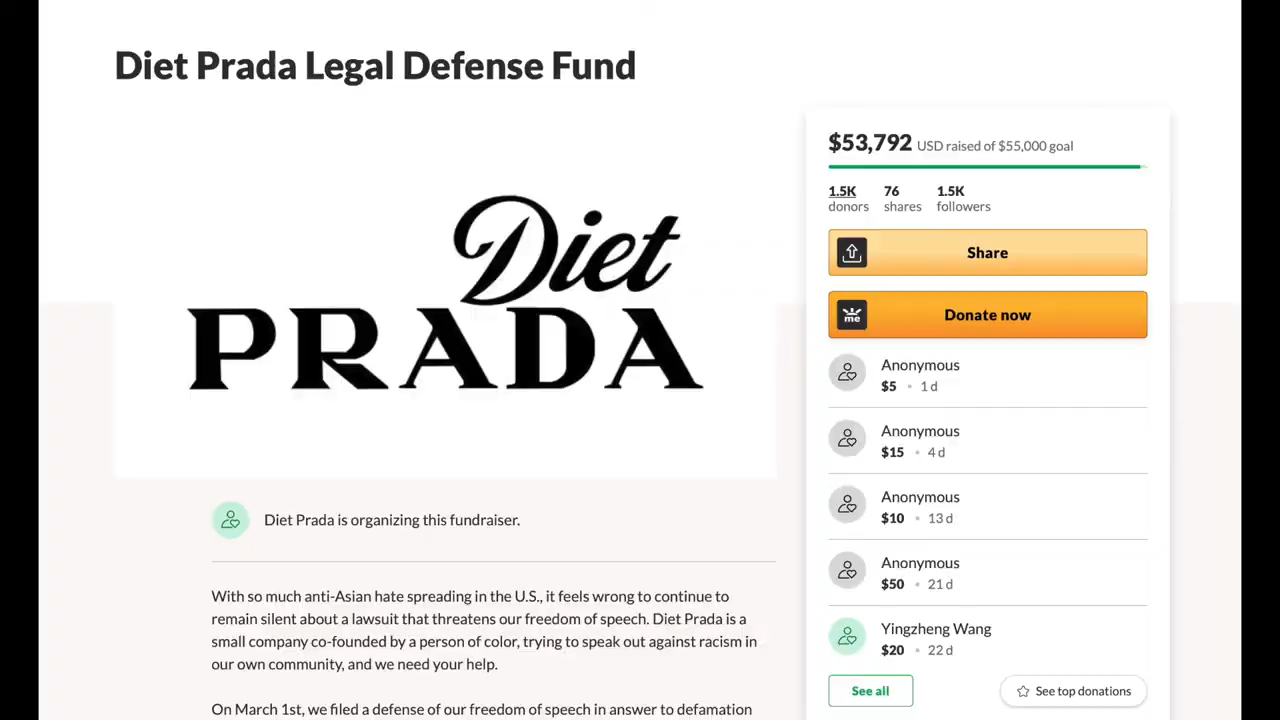 Diet Prada Legal Defense Fund
Diet
PRADA
Diet Prada is organizing this fundraiser.
With so much anti-Asian hate spreading in the U.S., it feels wrong to continue to
remain silent about a lawsuit that threatens our freedom of speech. Diet Prada is a
small company co-founded by a person of color, trying to speak out against racism in
our own community, and we need your help.
On March 1st, we filed a defense of our freedom of speech in answer to defamation
$53,792 USD raised of $55,000 goal
1.5K 76 1.5K
donors shares followers
Share
me Donate now
Anonymous
$5 • 1 d
Anonymous
$15 • 4 d
Anonymous
$10 • 13 d
Anonymous
$50 • 21 d
Yingzheng Wang
$20 • 22 d
See all See top donations